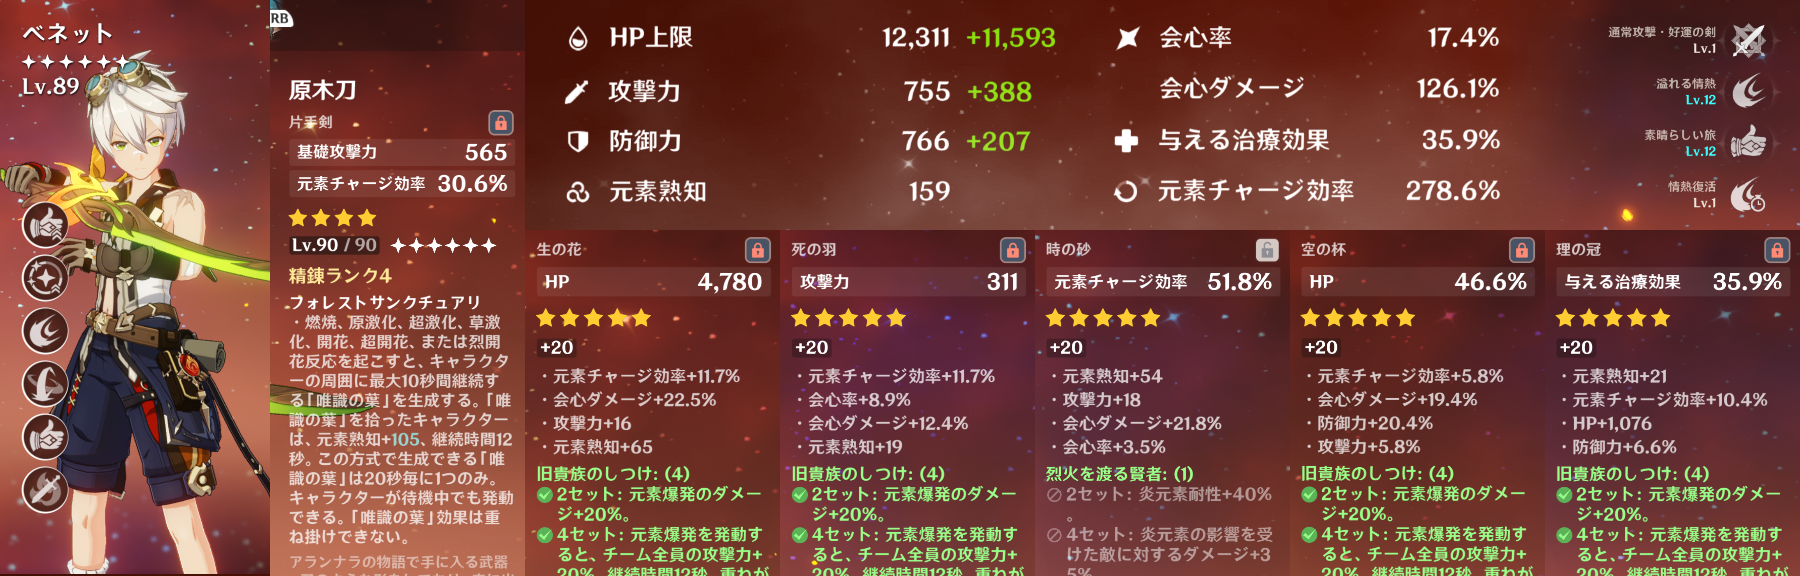 ベネット
Lv.89 / 90
RB
原木刀
片手剣
基礎攻撃力 565
元素チャージ効率 30.6%
Lv.90 / 90
精錬ランク4
フォレストサンクチュアリ
・燃焼、原激化、超激化、草激
化、開花、超開花、または烈開
花反応を起こすと、キャラクタ
ーの周囲に最大10秒間継続す
る「唯識の葉」を生成する。「唯
識の葉」を拾ったキャラクター
は、元素熟知+105、継続時間12
秒。この方式で生成できる「唯
識の葉」は20秒毎に1つのみ。
キャラクターが待機中でも発動
できる。「唯識の葉」効果は重
ね掛けできない。
アランナラの物語で手に入る武器
HP上限 12,311 +11,593
攻撃力 755 +388
防御力 766 +207
元素熟知 159
会心率 17.4%
会心ダメージ 126.1%
与える治療効果 35.9%
元素チャージ効率 278.6%
通常攻撃・好運の剣
Lv.1
溢れる情熱
Lv.12
素晴らしい旅
Lv.12
情熱復活
Lv.1
生の花
HP 4,780
+20
・元素チャージ効率+11.7%
・会心ダメージ+22.5%
・攻撃力+16
・元素熟知+65
旧貴族のしつけ: (4)
2セット: 元素爆発のダメー
ジ+20%。
4セット: 元素爆発を発動す
ると、チーム全員の攻撃力+
20%、継続時間12秒。重ねが
死の羽
攻撃力 311
+20
・元素チャージ効率+11.7%
・会心率+8.9%
・会心ダメージ+12.4%
・元素熟知+19
旧貴族のしつけ: (4)
2セット: 元素爆発のダメー
ジ+20%。
4セット: 元素爆発を発動す
ると、チーム全員の攻撃力+
20%、継続時間12秒。重ねが
時の砂
元素チャージ効率 51.8%
+20
・元素熟知+54
・攻撃力+18
・会心ダメージ+21.8%
・会心率+3.5%
烈火を渡る賢者: (1)
2セット: 炎元素耐性+40%
。
4セット: 炎元素の影響を受
けた敵に対するダメージ+3
5%。
空の杯
HP 46.6%
+20
・元素チャージ効率+5.8%
・会心ダメージ+19.4%
・防御力+20.4%
・攻撃力+5.8%
旧貴族のしつけ: (4)
2セット: 元素爆発のダメー
ジ+20%。
4セット: 元素爆発を発動す
ると、チーム全員の攻撃力+
20%、継続時間12秒。重ねが
理の冠
与える治療効果 35.9%
+20
・元素熟知+21
・元素チャージ効率+10.4%
・HP+1,076
・防御力+6.6%
旧貴族のしつけ: (4)
2セット: 元素爆発のダメー
ジ+20%。
4セット: 元素爆発を発動す
ると、チーム全員の攻撃力+
20%、継続時間12秒。重ねが